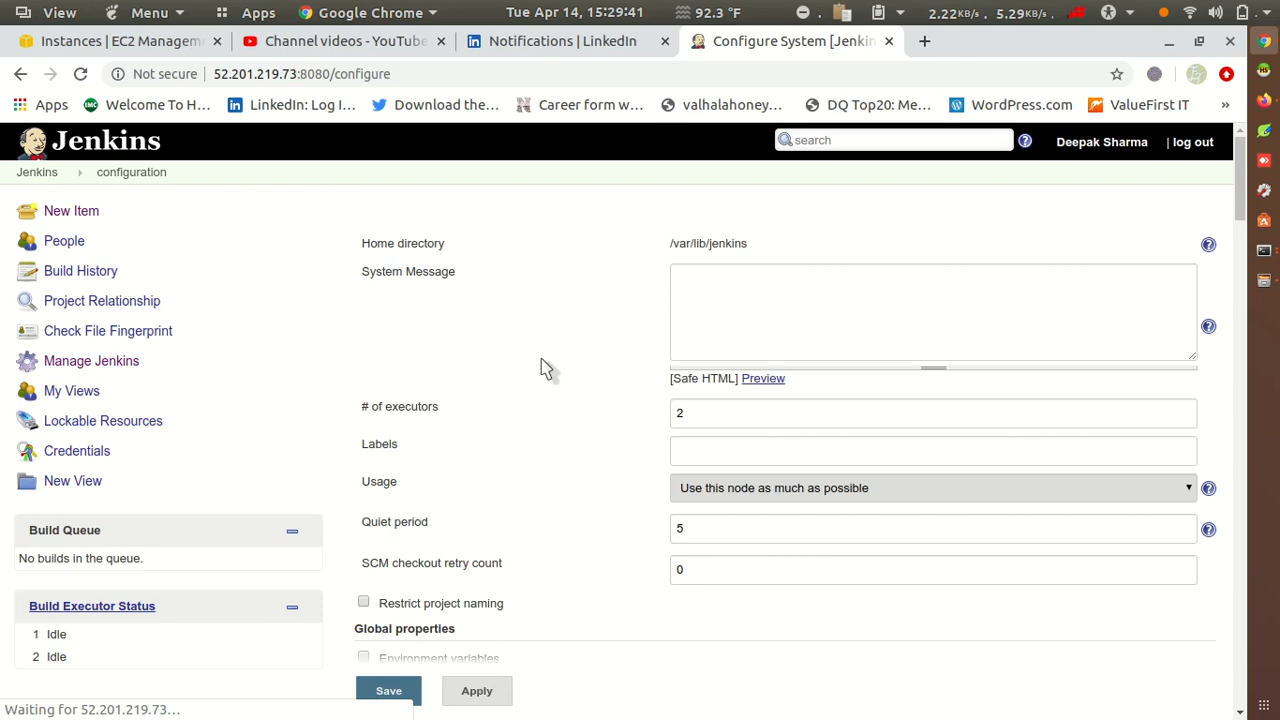 View Menu Apps Google Chrome Tue Apr 14, 15:29:41 92.3 °F 2.22KB/s 5.29KB/s
Instances | EC2 Managem Channel videos - YouTube Notifications | LinkedIn Configure System [Jenkin
Not secure 52.201.219.73:8080/configure
Apps Welcome To H... LinkedIn: Log I... Download the... Career form w... valhalahoney... DQ Top20: Me... WordPress.com ValueFirst IT »
Jenkins search Deepak Sharma | log out
Jenkins configuration
New Item
People
Build History
Project Relationship
Check File Fingerprint
Manage Jenkins
My Views
Lockable Resources
Credentials
New View
Build Queue
No builds in the queue.
Build Executor Status
1 Idle
2 Idle
Home directory /var/lib/jenkins
System Message
[Safe HTML] Preview
# of executors 2
Labels
Usage Use this node as much as possible
Quiet period 5
SCM checkout retry count 0
Restrict project naming
Global properties
Environment variables
Save Apply
Waiting for 52.201.219.73...